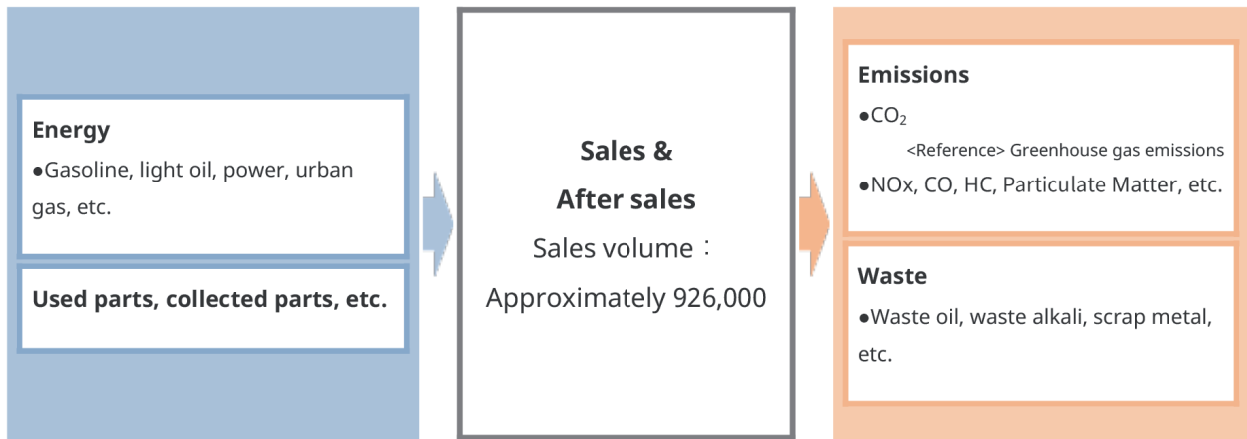 Energy
●Gasoline, light oil, power, urban
gas, etc.
Used parts, collected parts, etc.
Sales &
After sales
Sales volume：
Approximately 926,000
Emissions
●CO₂
<Reference> Greenhouse gas emissions
●NOx, CO, HC, Particulate Matter, etc.
Waste
●Waste oil, waste alkali, scrap metal,
etc.